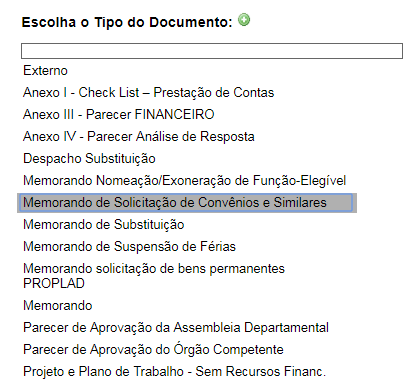 Escolha o Tipo do Documento:
Externo
Anexo I - Check List – Prestação de Contas
Anexo III - Parecer FINANCEIRO
Anexo IV - Parecer Análise de Resposta
Despacho Substituição
Memorando Nomeação/Exoneração de Função-Elegível
Memorando de Solicitação de Convênios e Similares
Memorando de Substituição
Memorando de Suspensão de Férias
Memorando solicitação de bens permanentes
PROPLAD
Memorando
Parecer de Aprovação da Assembleia Departamental
Parecer de Aprovação do Órgão Competente
Projeto e Plano de Trabalho - Sem Recursos Financ.